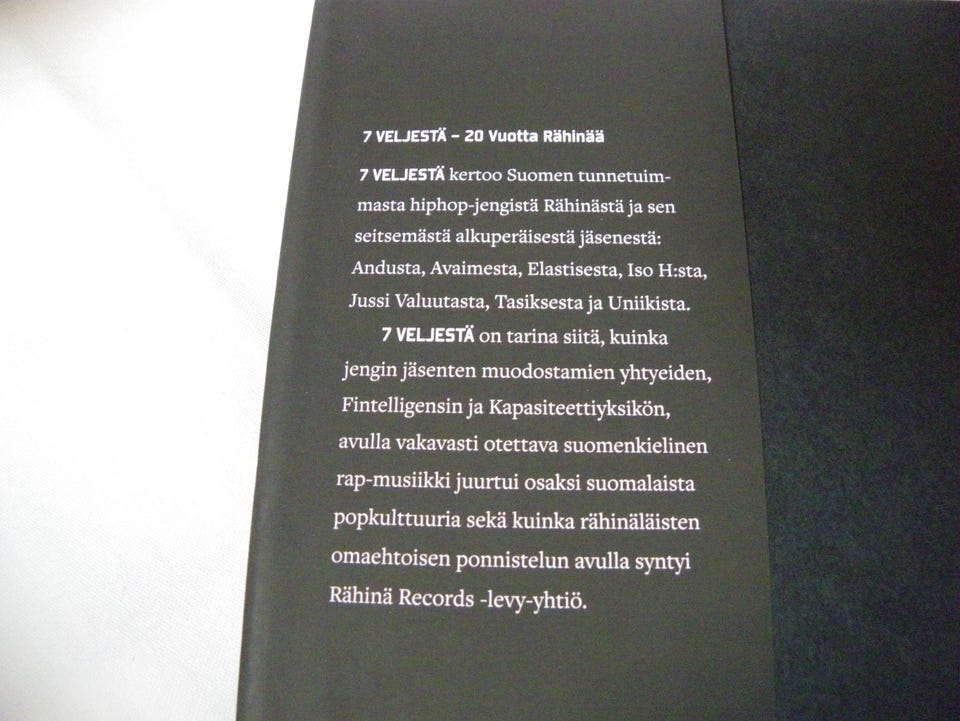 7 VELJESTÄ – 20 Vuotta Rähinää
7 VELJESTÄ kertoo Suomen tunnetuim-
masta hiphop-jengistä Rähinästä ja sen
seitsemästä alkuperäisestä jäsenestä:
Andusta, Avaimesta, Elastisesta, Iso H:sta,
Jussi Valuutasta, Tasiksesta ja Uniikista.
7 VELJESTÄ on tarina siitä, kuinka
jengin jäsenten muodostamien yhtyeiden,
Fintelligensin ja Kapasiteettiyksikön,
avulla vakavasti otettava suomenkielinen
rap-musiikki juurtui osaksi suomalaista
popkulttuuria sekä kuinka rähinäläisten
omaehtoisen ponnistelun avulla syntyi
Rähinä Records -levy-yhtiö.